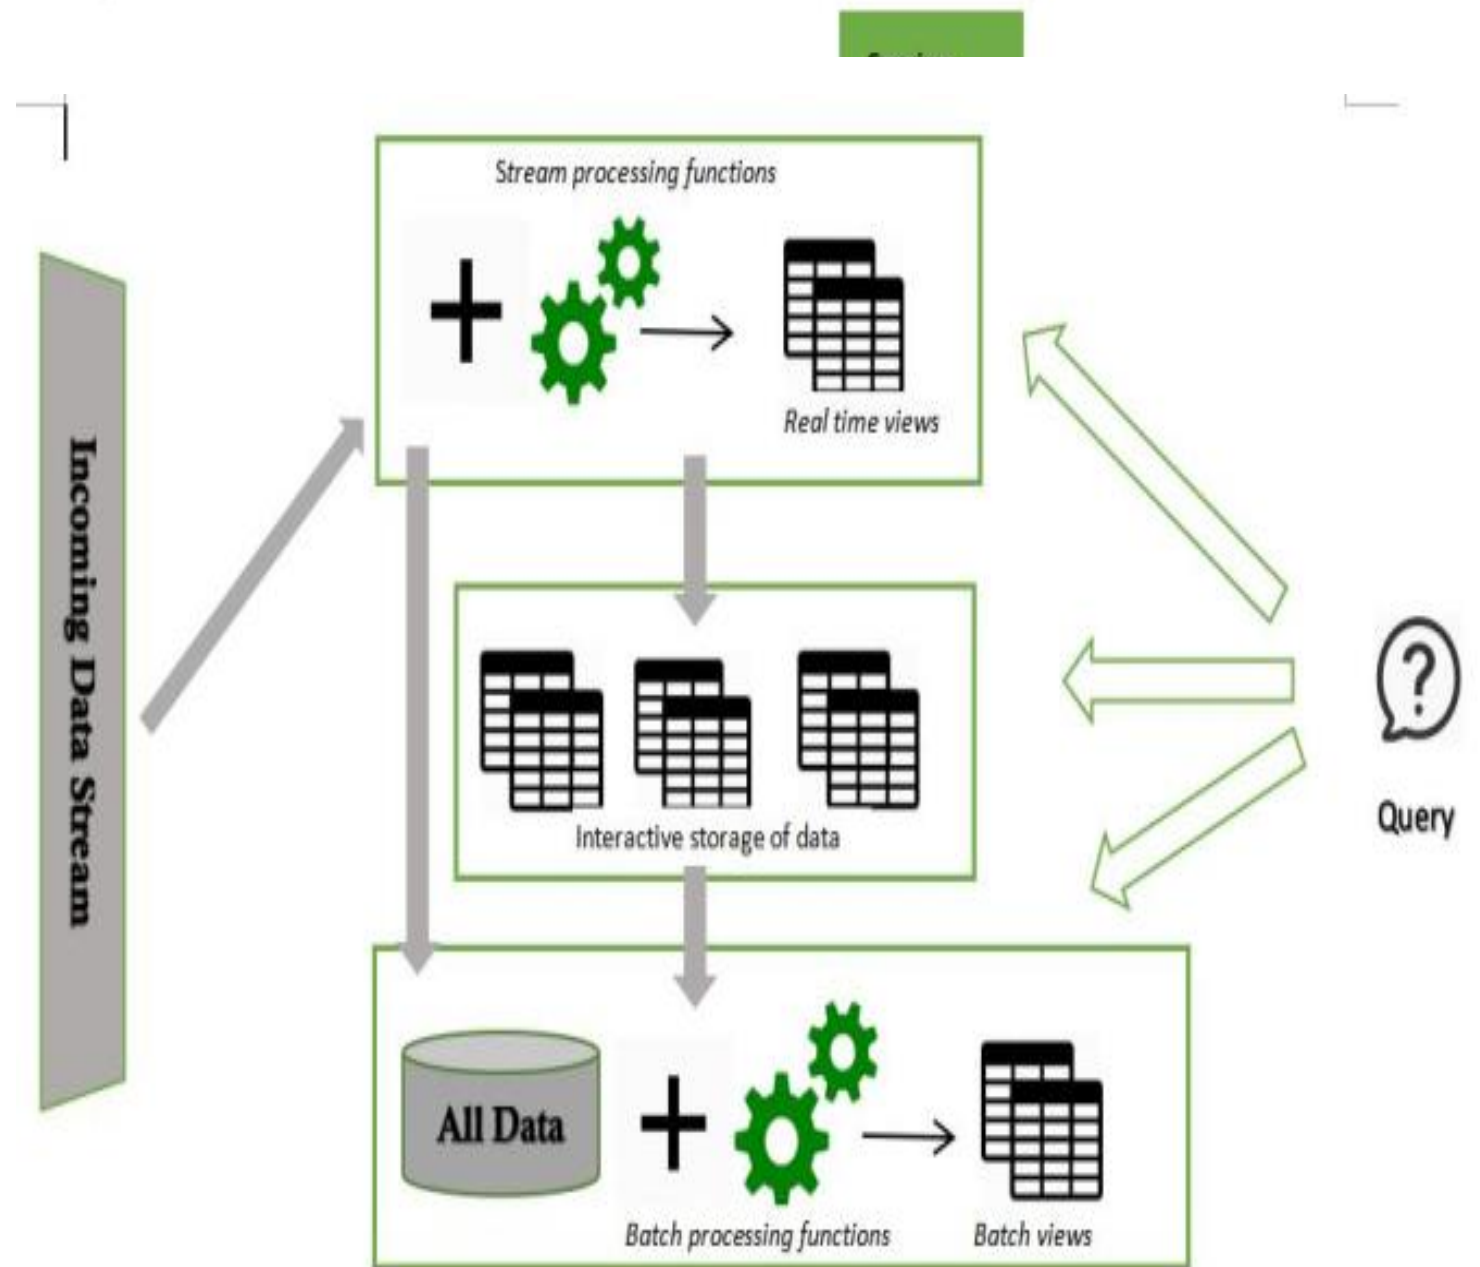 Stream processing functions
Real time views
Incoming Data Stream
Interactive storage of data
Query
All Data
Batch processing functions
Batch views